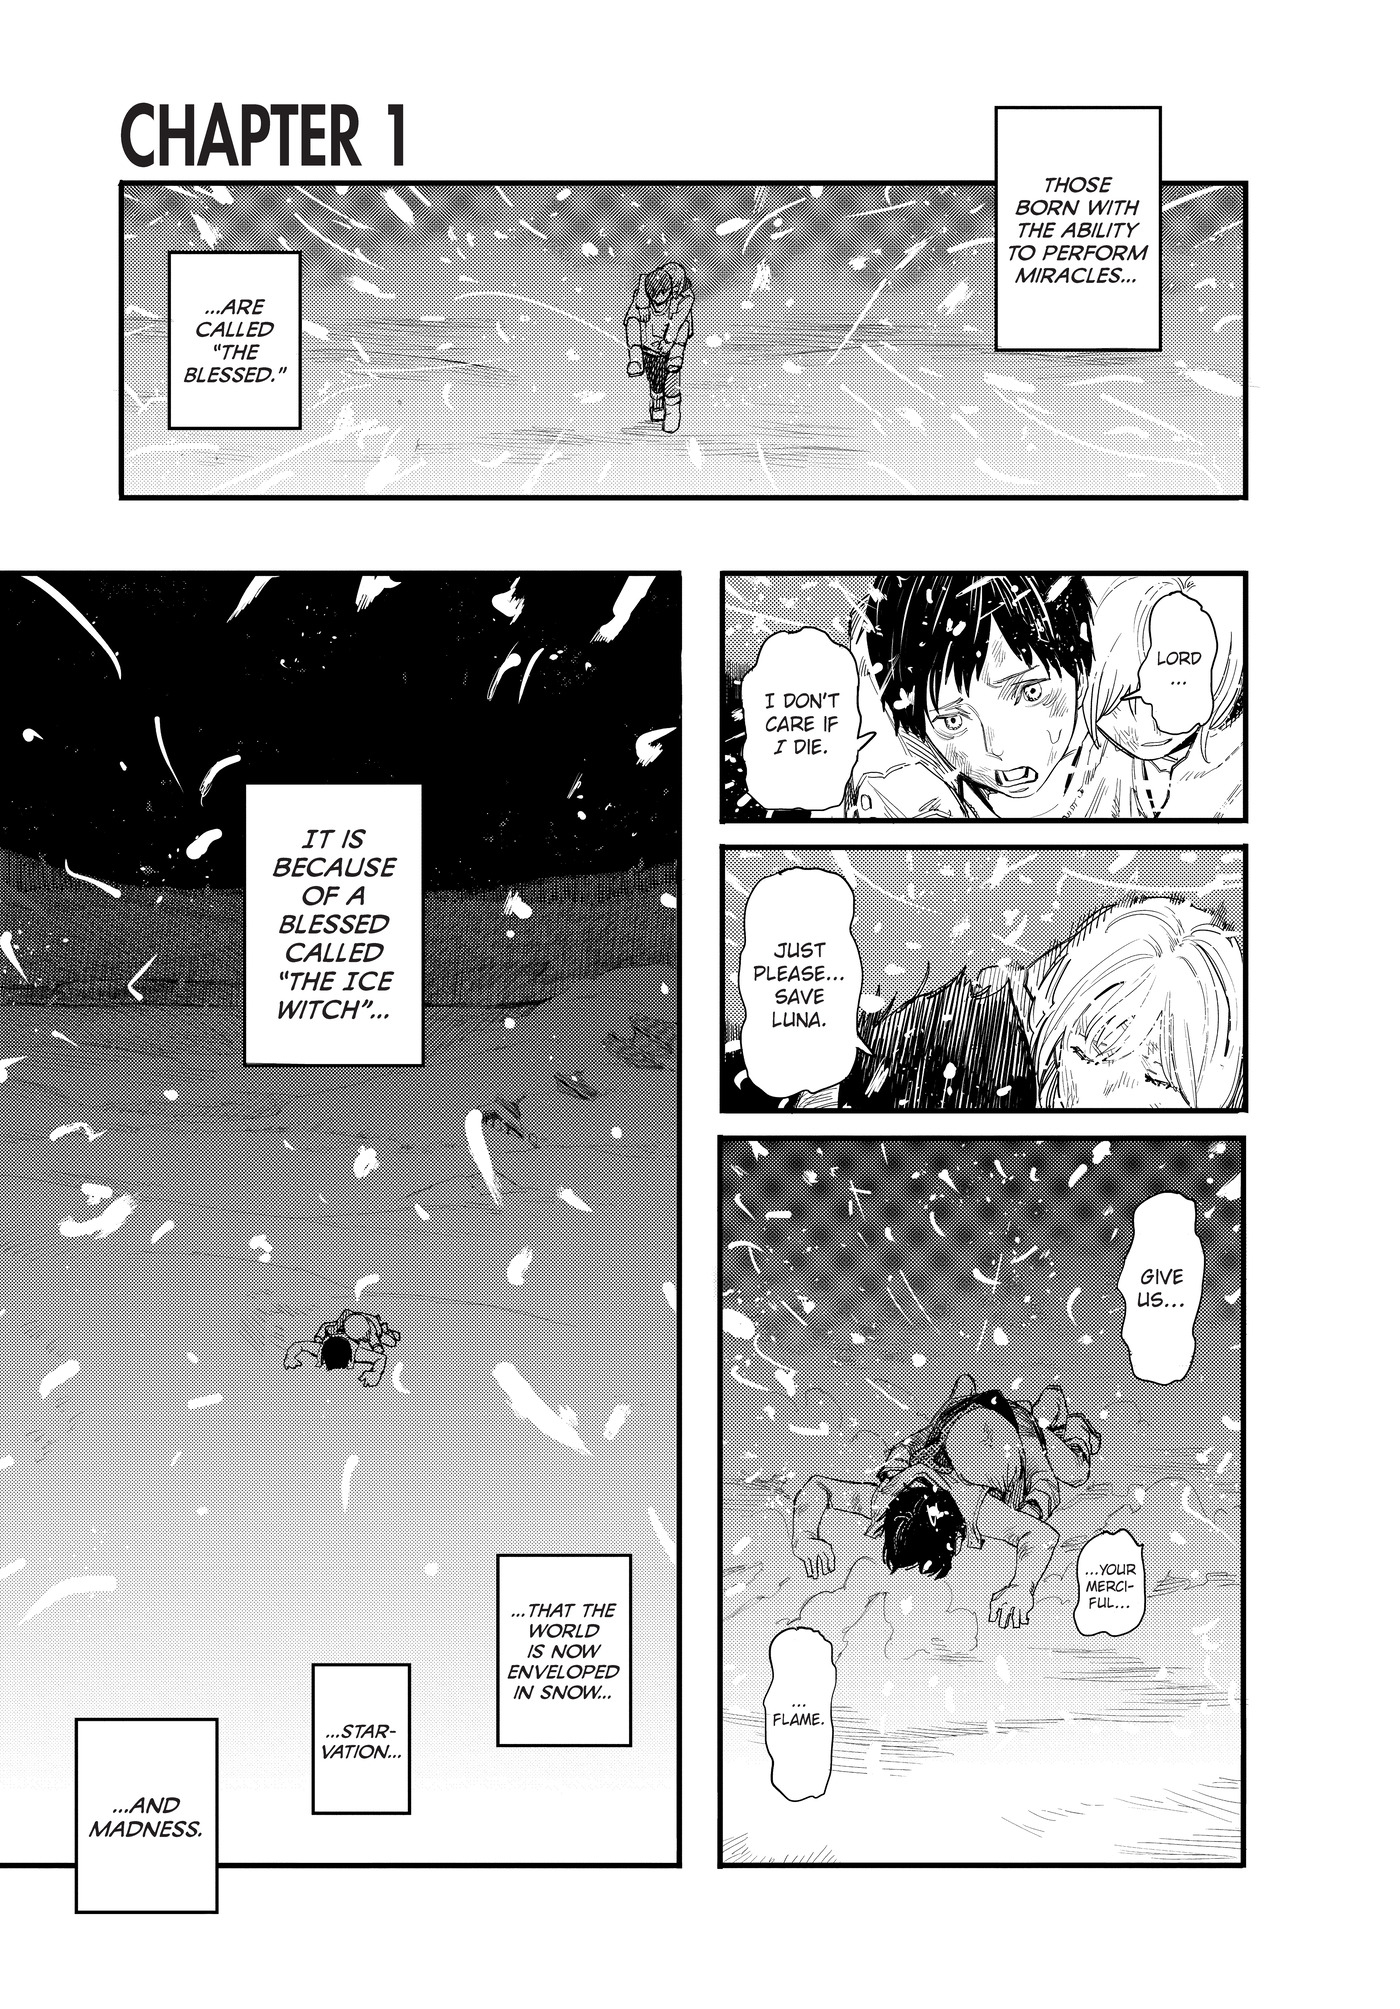 CHAPTER 1
THOSE
BORN WITH
THE ABILITY
TO PERFORM
MIRACLES...
...ARE
CALLED
“THE
BLESSED.”
LORD
...
I DON'T
CARE IF
I DIE.
JUST
PLEASE...
SAVE
LUNA.
GIVE
US...
...YOUR
MERCI-
FUL...
...
FLAME.
IT IS
BECAUSE
OF A
BLESSED
CALLED
“THE ICE
WITCH”...
...THAT THE
WORLD
IS NOW
ENVELOPED
IN SNOW...
...STAR-
VATION...
...AND
MADNESS.